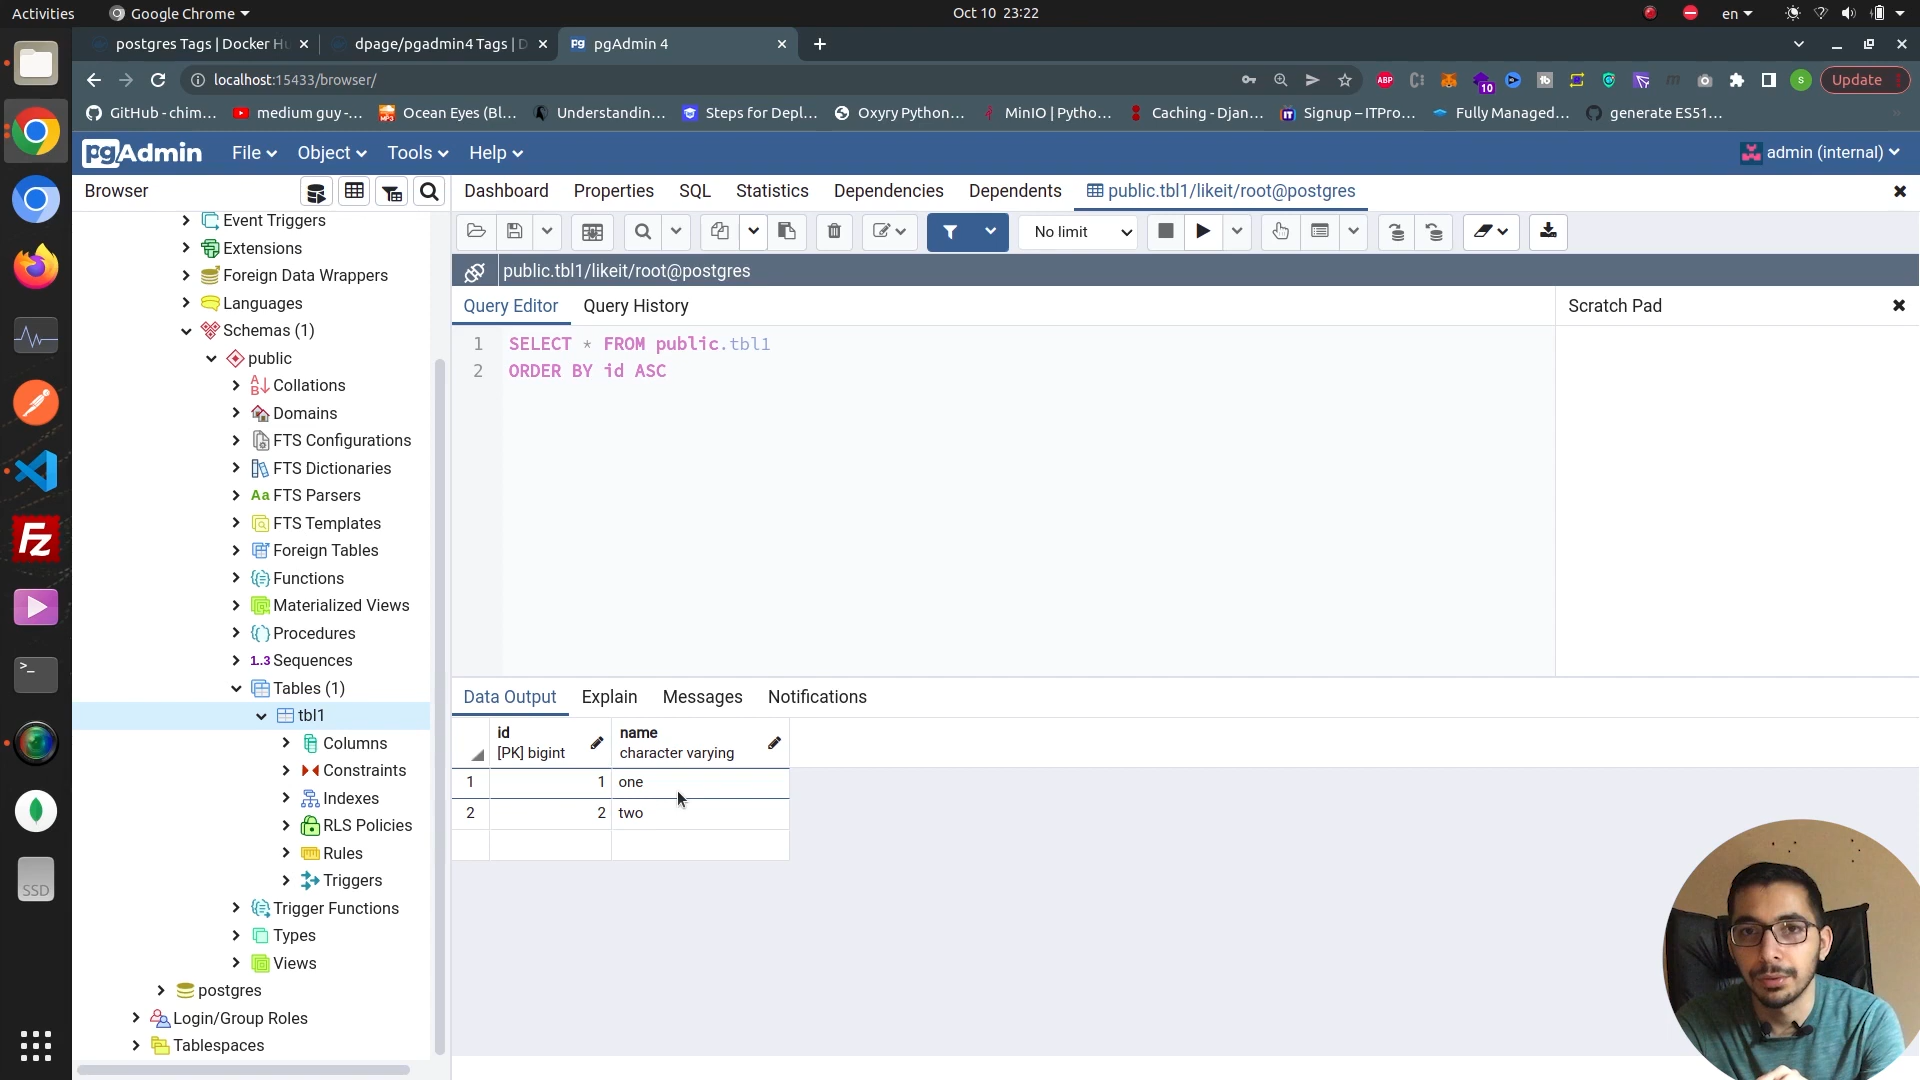 Activities
Google Chrome
Oct 10 23:22
en
postgres Tags | Docker Hu
dpage/pgadmin4 Tags | D
pgAdmin 4
localhost:15433/browser/
ABP
10
S
Update
GitHub - chim...
medium guy -...
Ocean Eyes (Bl...
Understandin...
Steps for Depl...
Oxyry Python...
MinIO | Pytho...
Caching - Djan...
Signup – ITPro...
Fully Managed...
generate ES51...
pgAdmin
File
Object
Tools
Help
admin (internal)
Browser
Dashboard
Properties
SQL
Statistics
Dependencies
Dependents
public.tbl1/likeit/root@postgres
No limit
public.tbl1/likeit/root@postgres
Query Editor
Query History
Scratch Pad
1 SELECT * FROM public.tbl1
2 ORDER BY id ASC
Event Triggers
Extensions
Foreign Data Wrappers
Languages
Schemas (1)
public
Collations
Domains
FTS Configurations
FTS Dictionaries
Aa FTS Parsers
FTS Templates
Foreign Tables
Functions
Materialized Views
Procedures
1..3 Sequences
Tables (1)
tbl1
Columns
Constraints
Indexes
RLS Policies
Rules
Triggers
Trigger Functions
Types
Views
postgres
Login/Group Roles
Tablespaces
Data Output
Explain
Messages
Notifications
id
[PK] bigint
name
character varying
1 1 one
2 2 two
Fz
SSD